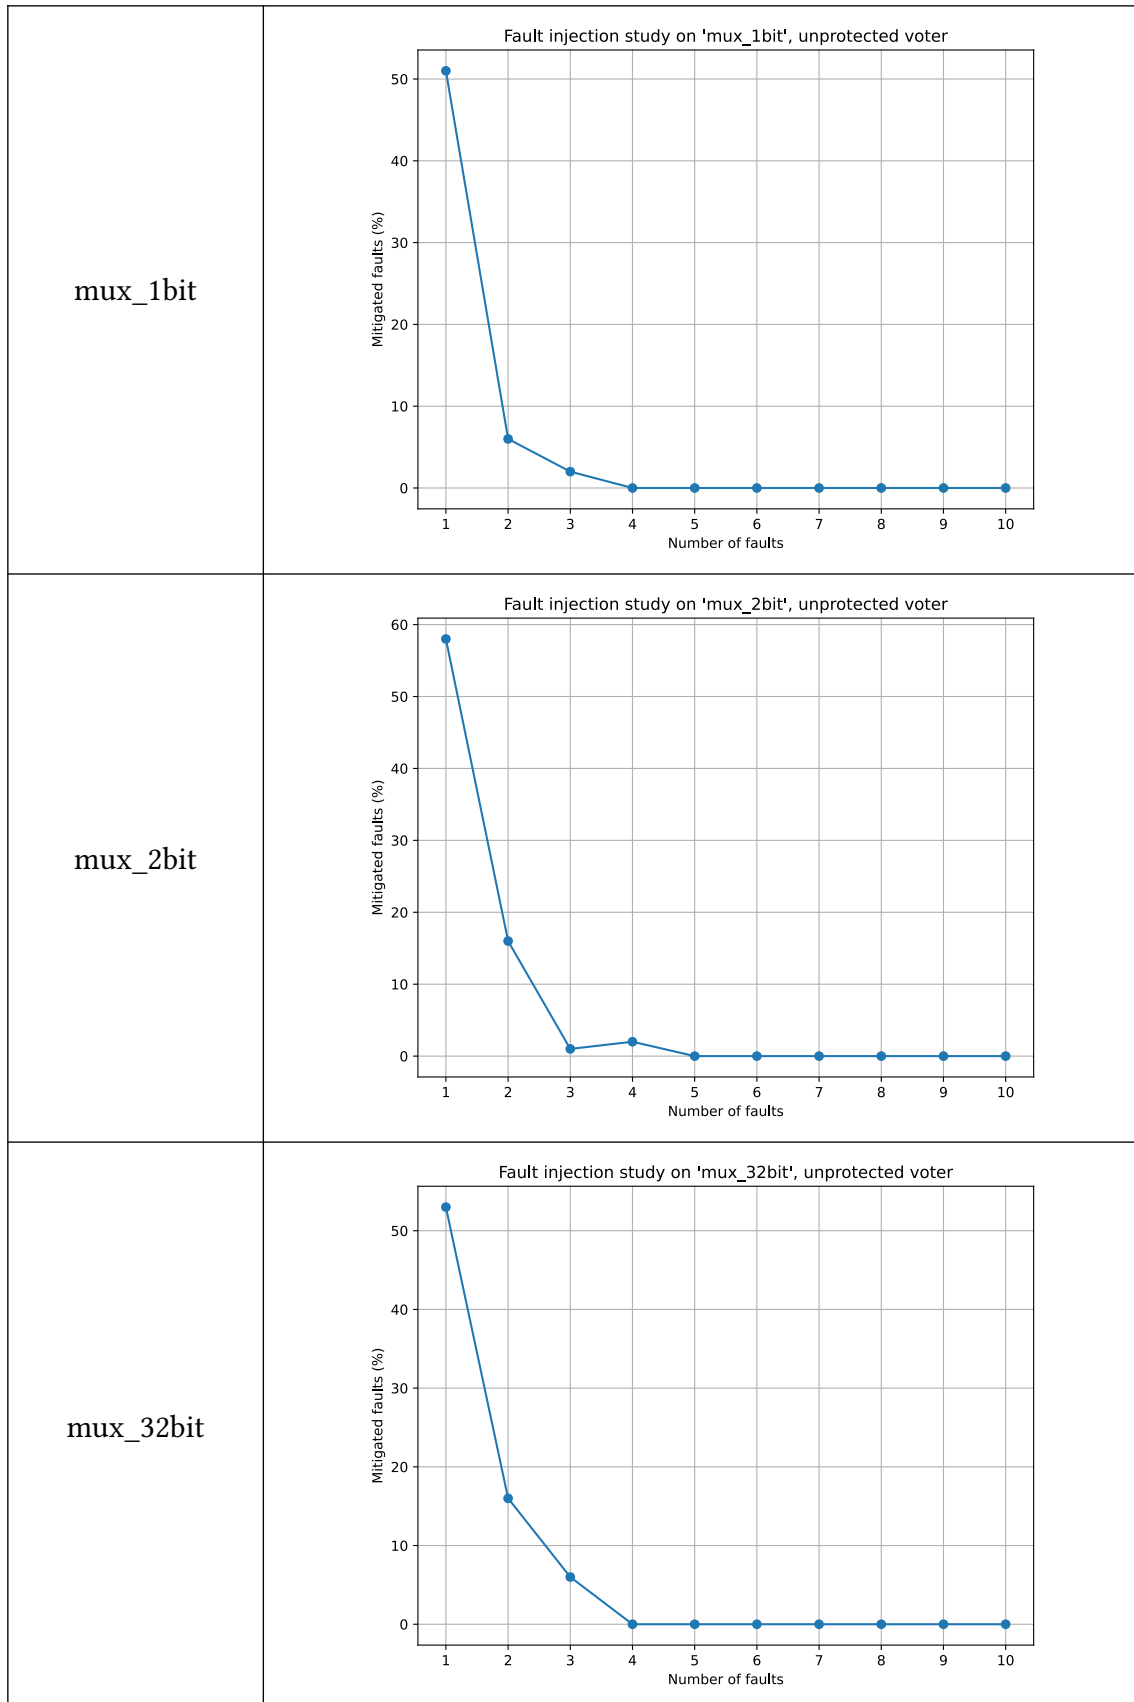 mux_1bit
Fault injection study on 'mux_1bit', unprotected voter
Mitigated faults (%)
50
40
30
20
10
0
1 2 3 4 5 6 7 8 9 10
Number of faults
mux_2bit
Fault injection study on 'mux_2bit', unprotected voter
Mitigated faults (%)
60
50
40
30
20
10
0
1 2 3 4 5 6 7 8 9 10
Number of faults
mux_32bit
Fault injection study on 'mux_32bit', unprotected voter
Mitigated faults (%)
50
40
30
20
10
0
1 2 3 4 5 6 7 8 9 10
Number of faults